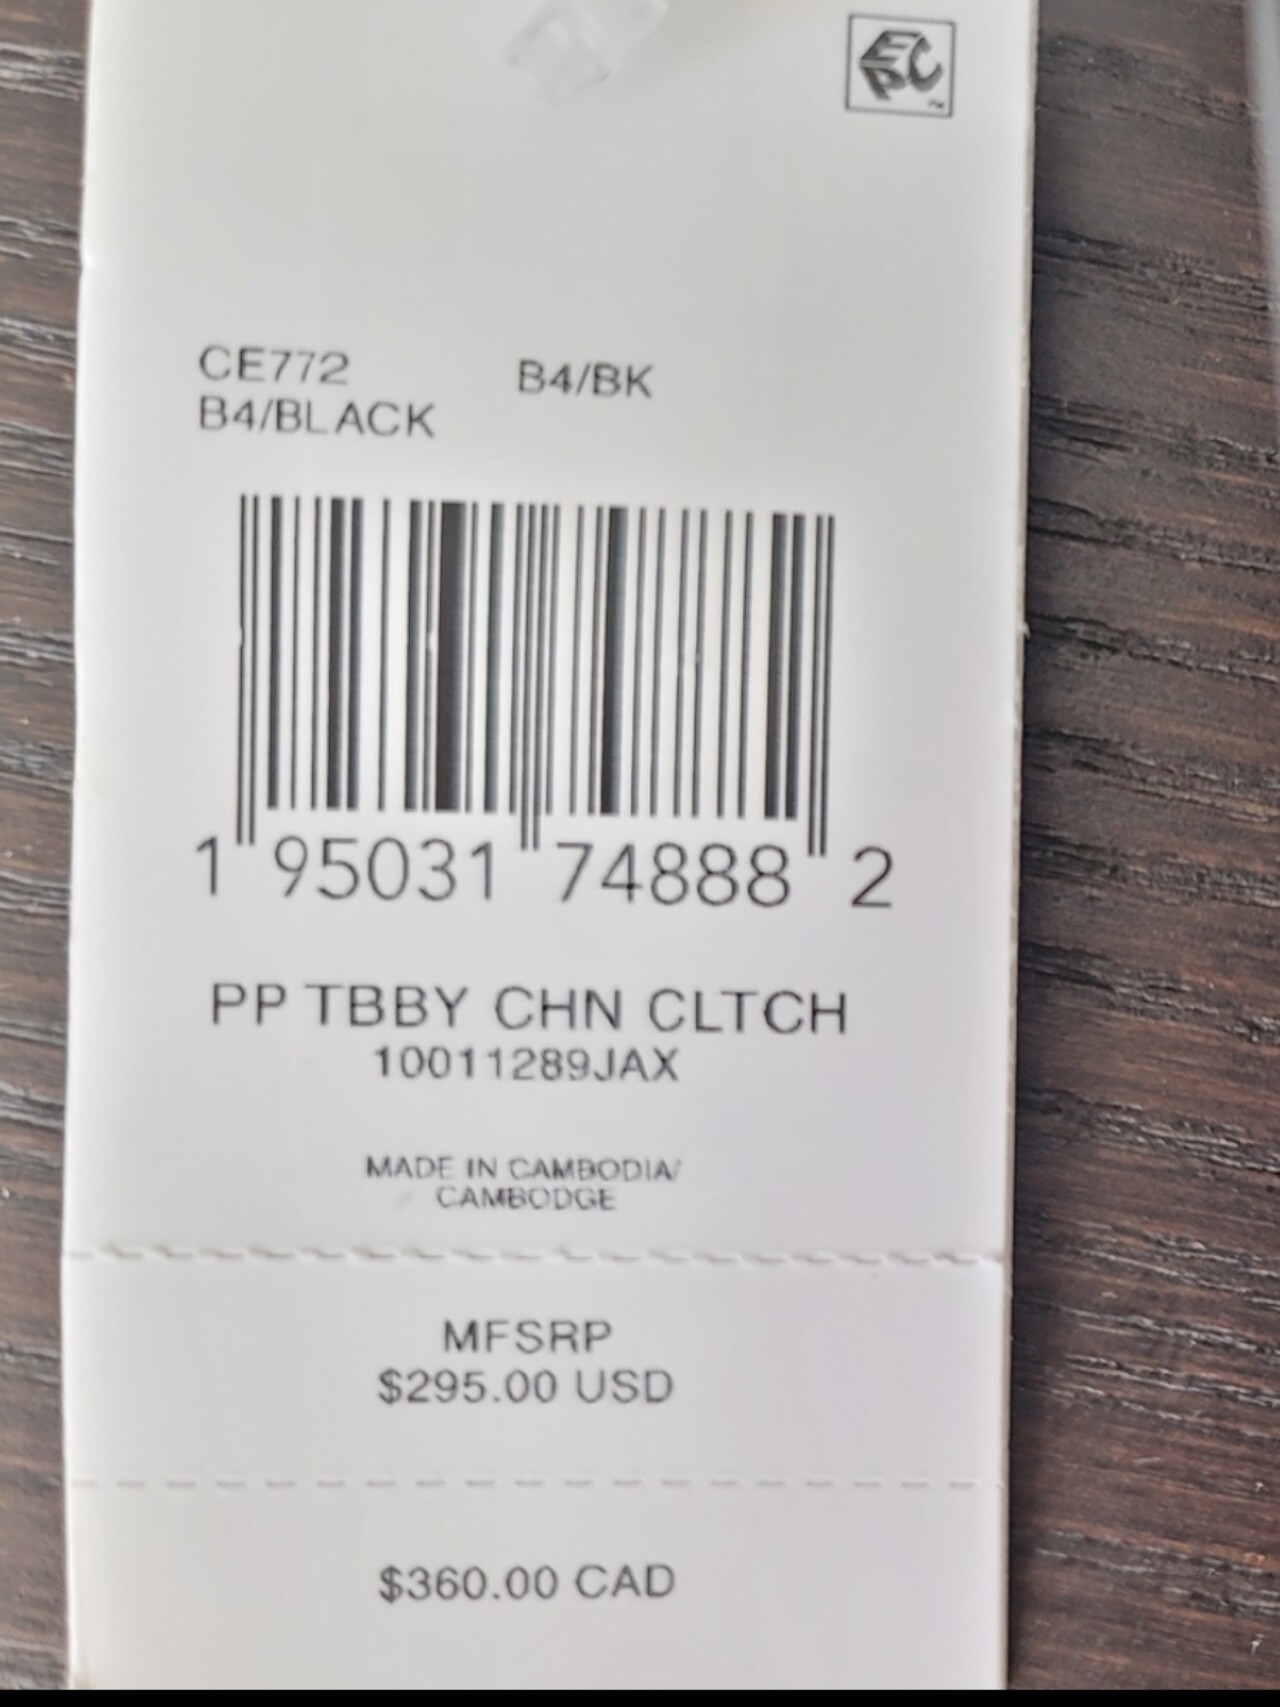 EPC™
CE772 B4/BK
B4/BLACK
1 95031 74888 2
PP TBBY CHN CLTCH
10011289JAX
MADE IN CAMBODIA/
CAMBODGE
MFSRP
$295.00 USD
$360.00 CAD